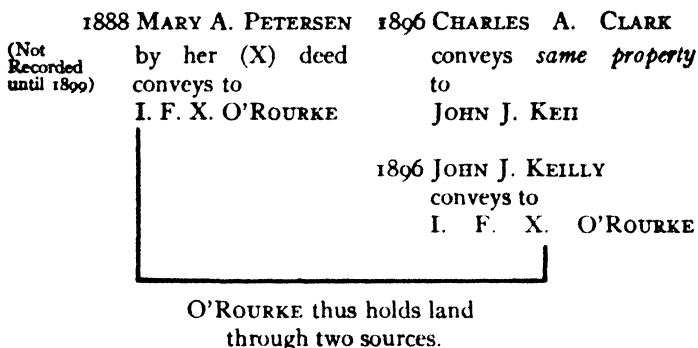 1888 MARY A. PETERSEN
(Not
Recorded
until 1899)
by her (X) deed
conveys to
I. F. X. O'ROURKE
1896 CHARLES A. CLARK
conveys same property
to
JOHN J. KEII
1896 JOHN J. KEILLY
conveys to
I. F. X. O'ROURKE
O'ROURKE thus holds land
through two sources.